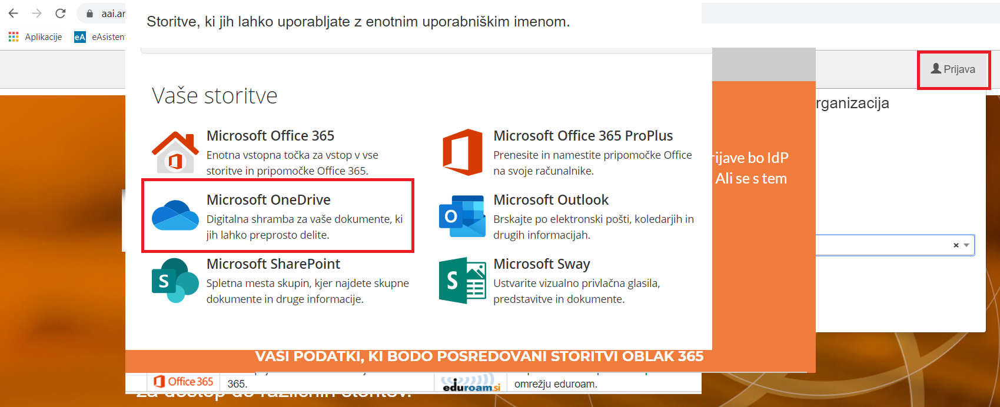 aai.ar
Aplikacije
eA
eAsisten
Storitve, ki jih lahko uporabljate z enotnim uporabniškim imenom.
Prijava
rganizacija
Vaše storitve
Microsoft Office 365
Enotna vstopna točka za vstop v vse
storitve in pripomočke Office 365.
Microsoft Office 365 ProPlus
Prenesite in namestite pripomočke Office
na svoje računalnike.
rijave bo IdP
Ali se s tem
Microsoft OneDrive
Digitalna shramba za vaše dokumente, ki
jih lahko preprosto delite.
Microsoft Outlook
Brskajte po elektronski pošti, koledarjih in
drugih informacijah.
Microsoft SharePoint
Spletna mesta skupin, kjer najdete skupne
dokumente in druge informacije.
Microsoft Sway
Ustvarite vizualno privlačna glasila,
predstavitve in dokumente.
VAŠI PODATKI, KI BODO POSREDOVANI STORITVI OBLAK 365
Office 365
365.
eduroam.si
omrežju eduroam.
za dostop do različnih storitev.